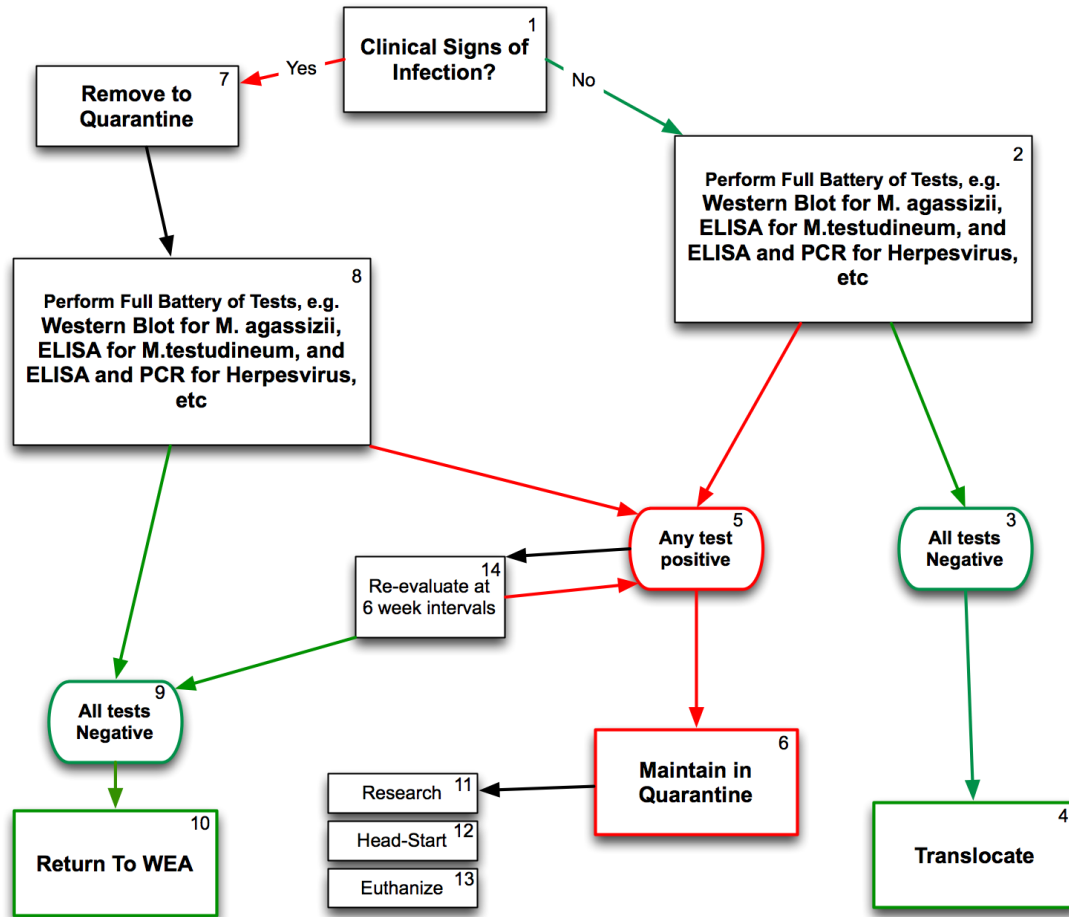 1
Clinical Signs of
Infection?
Yes
No
7
Remove to
Quarantine
2
Perform Full Battery of Tests, e.g.
Western Blot for M. agassizii,
ELISA for M.testudineum, and
ELISA and PCR for Herpesvirus,
etc
8
Perform Full Battery of Tests, e.g.
Western Blot for M. agassizii,
ELISA for M.testudineum, and
ELISA and PCR for Herpesvirus,
etc
5
Any test
positive
3
All tests
Negative
14
Re-evaluate at
6 week intervals
9
All tests
Negative
6
Maintain in
Quarantine
11
Research
12
Head-Start
13
Euthanize
10
Return To WEA
4
Translocate